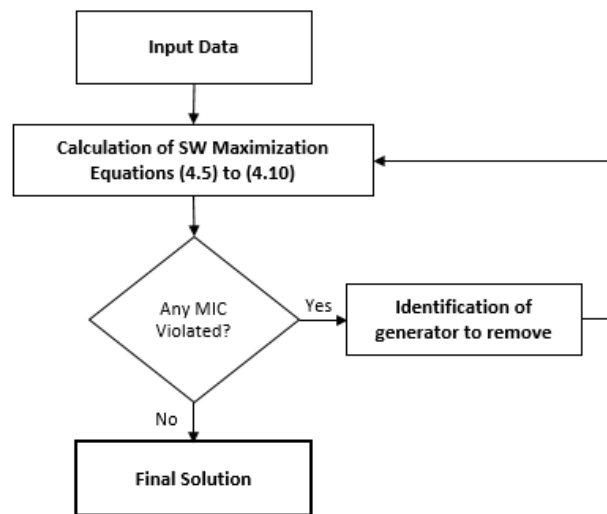 Input Data
Calculation of SW Maximization
Equations (4.5) to (4.10)
Any MIC
Violated?
Yes
Identification of
generator to remove
No
Final Solution